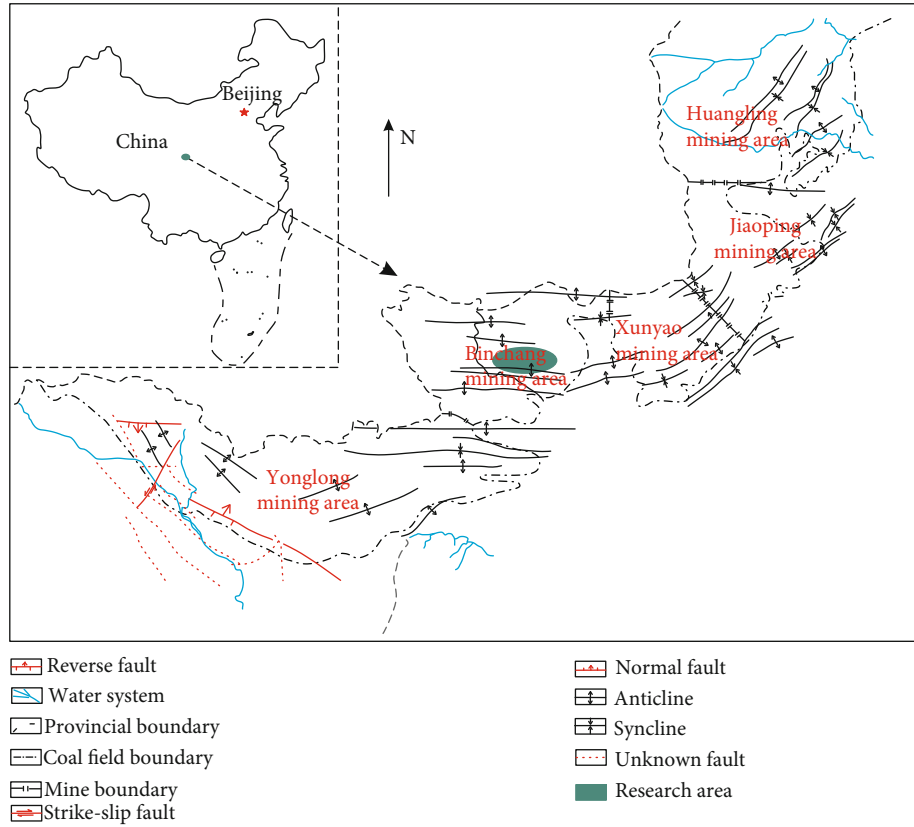 Beijing
China
N
Huangling
mining area
Jiaoping
mining area
Xunyao
mining area
Binchang
mining area
Yonglong
mining area
Reverse fault
Water system
Provincial boundary
Coal field boundary
Mine boundary
Strike-slip fault
Normal fault
Anticline
Syncline
Unknown fault
Research area